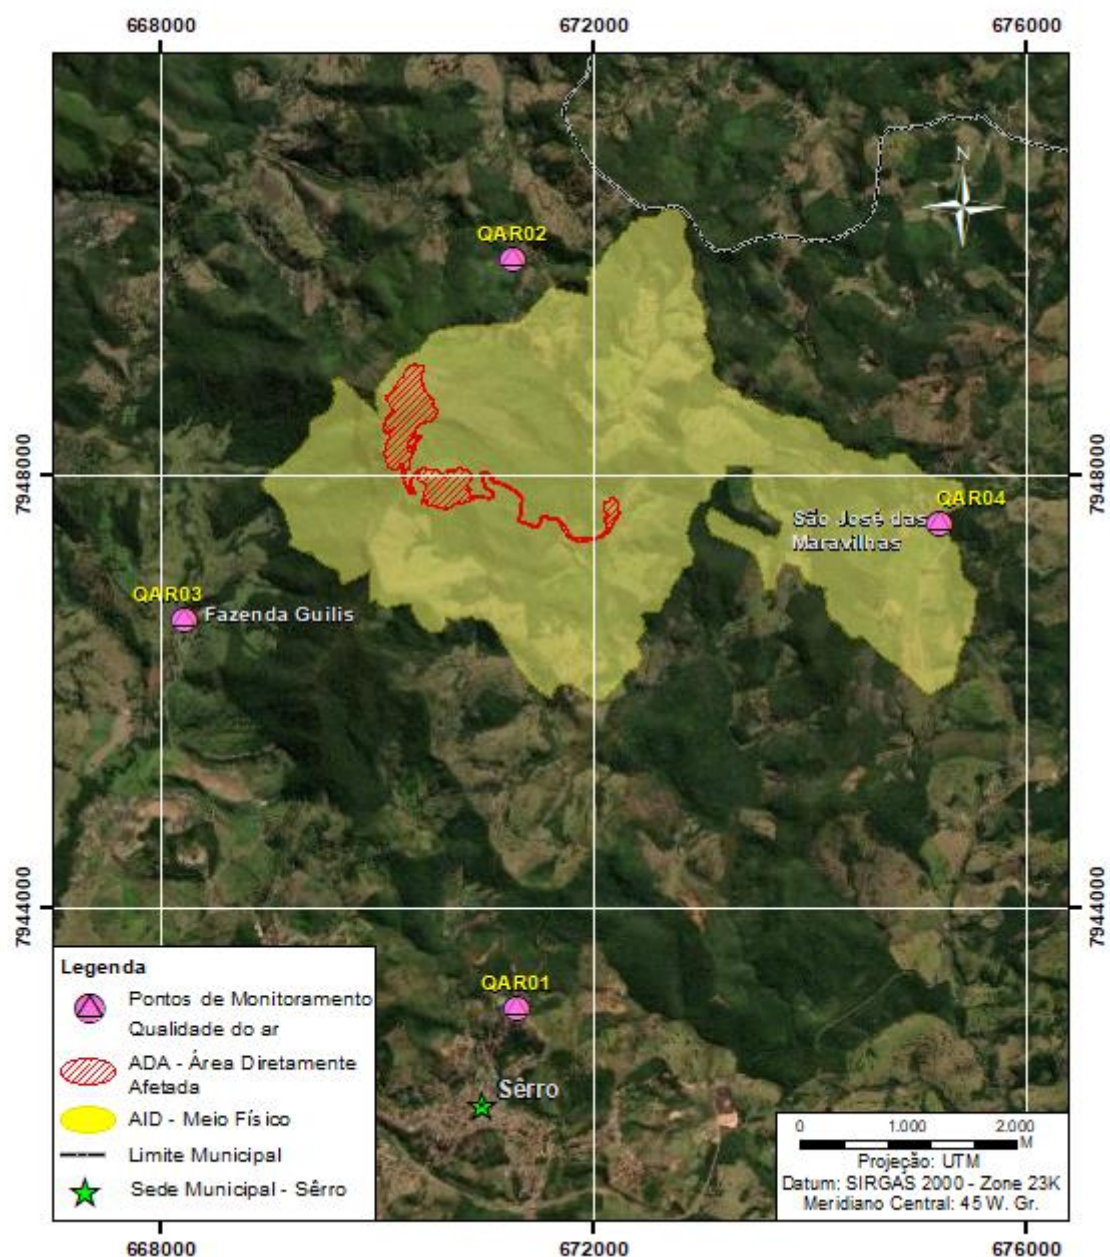 668000
672000
676000
N
QAR02
7948000
7948000
QAR04
São José das
Maravilhas
QAR03
Fazenda Guilis
7944000
7944000
Legenda
Pontos de Monitoramento
Qualidade do ar
ADA - Área Diretamente
Afetada
AID - Meio Físico
Limite Municipal
Sede Municipal - Sêrro
QAR01
Sêrro
0 1.000 2.000
M
Projeção: UTM
Datum: SIRGAS 2000 - Zone 23K
Meridiano Central: 45 W. Gr.
668000
672000
676000